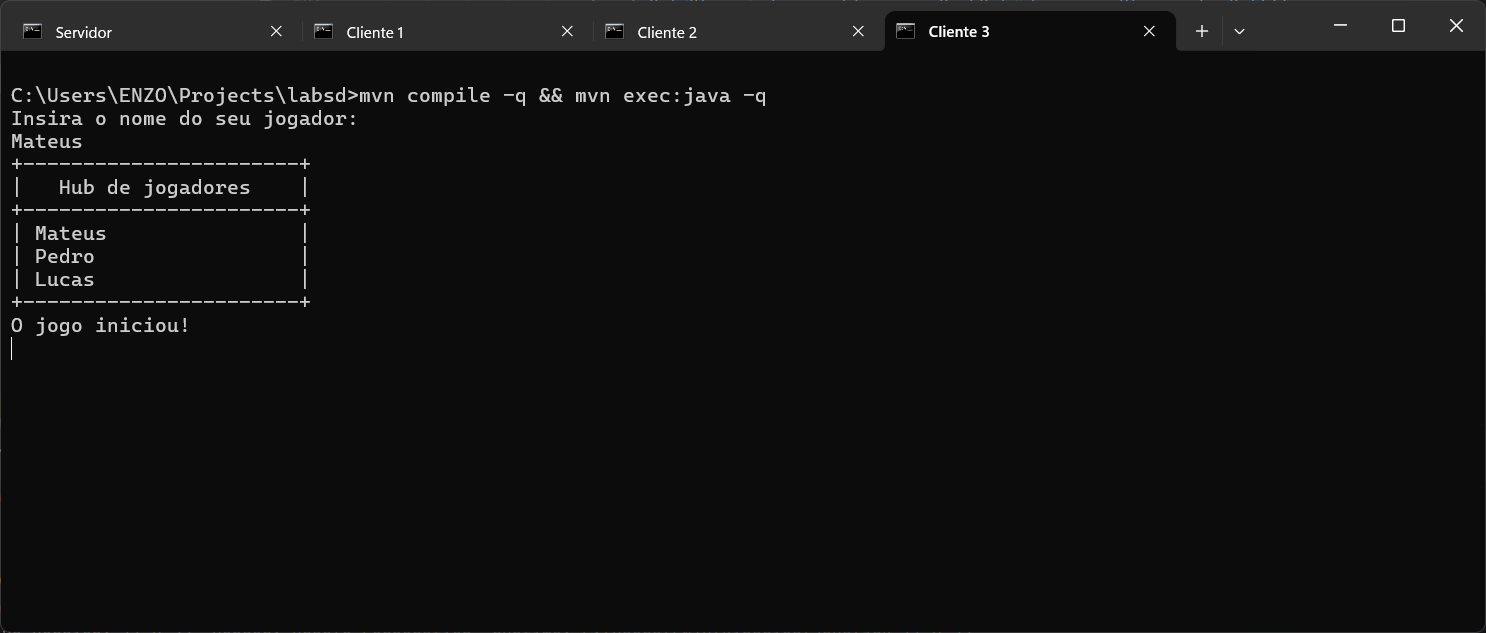 Servidor
Cliente 1
Cliente 2
Cliente 3
C:\Users\ENZO\Projects\labsd>mvn compile -q && mvn exec:java -q
Insira o nome do seu jogador:
Mateus
+-----------------------+
|   Hub de jogadores    |
+-----------------------+
| Mateus                |
| Pedro                 |
| Lucas                 |
+-----------------------+
O jogo iniciou!